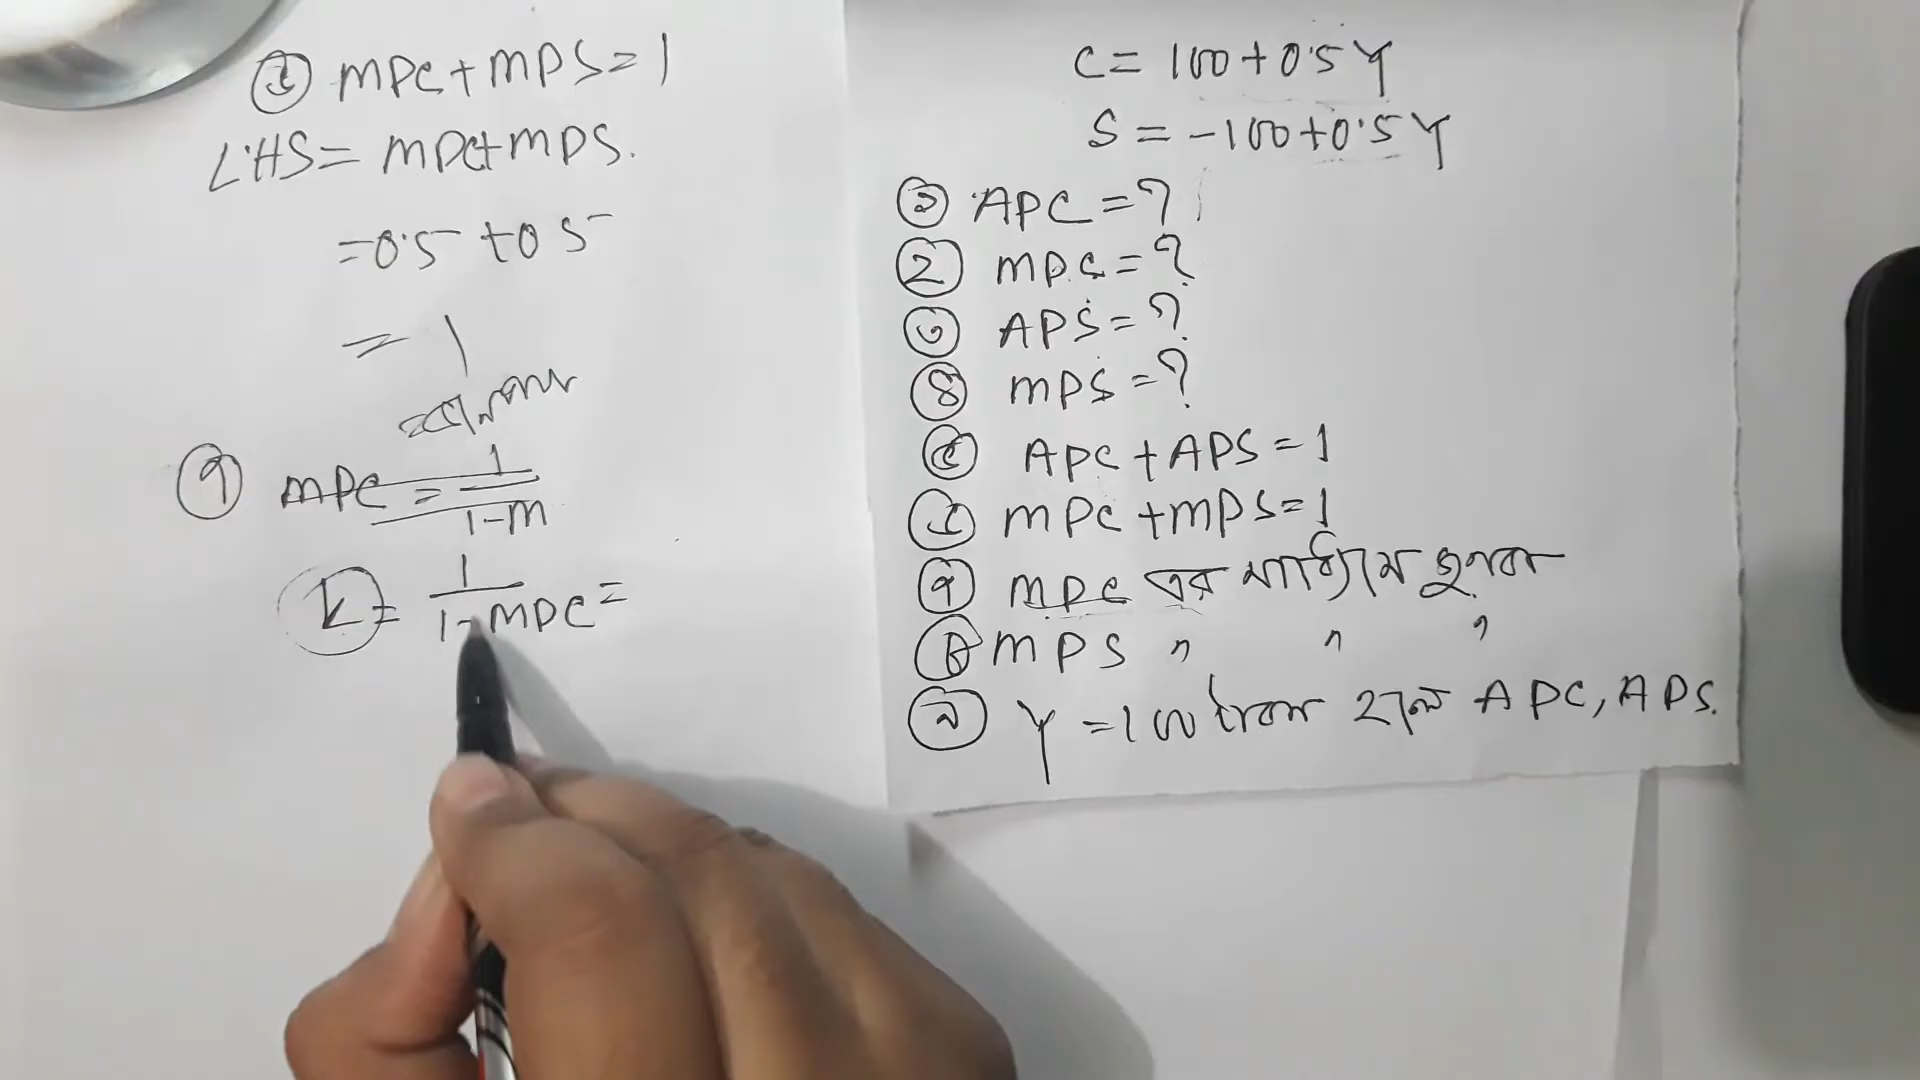 ৬ MPC + MPS = 1
L.H.S = MPC + MPS.
= 0.5 + 0.5
= 1
৭ MPC = 1/1-M
K = 1/1-MPC =
C = 100 + 0.5Y
S = -100 + 0.5Y
১ APC = ?
২ MPC = ?
৩ APS = ?
৪ MPS = ?
৫ APC + APS = 1
৬ MPC + MPS = 1
৭ MPC এর মাধ্যমে গুণক
৮ MPS " " "
৯ Y = 100 টাকা হলে APC, APS.